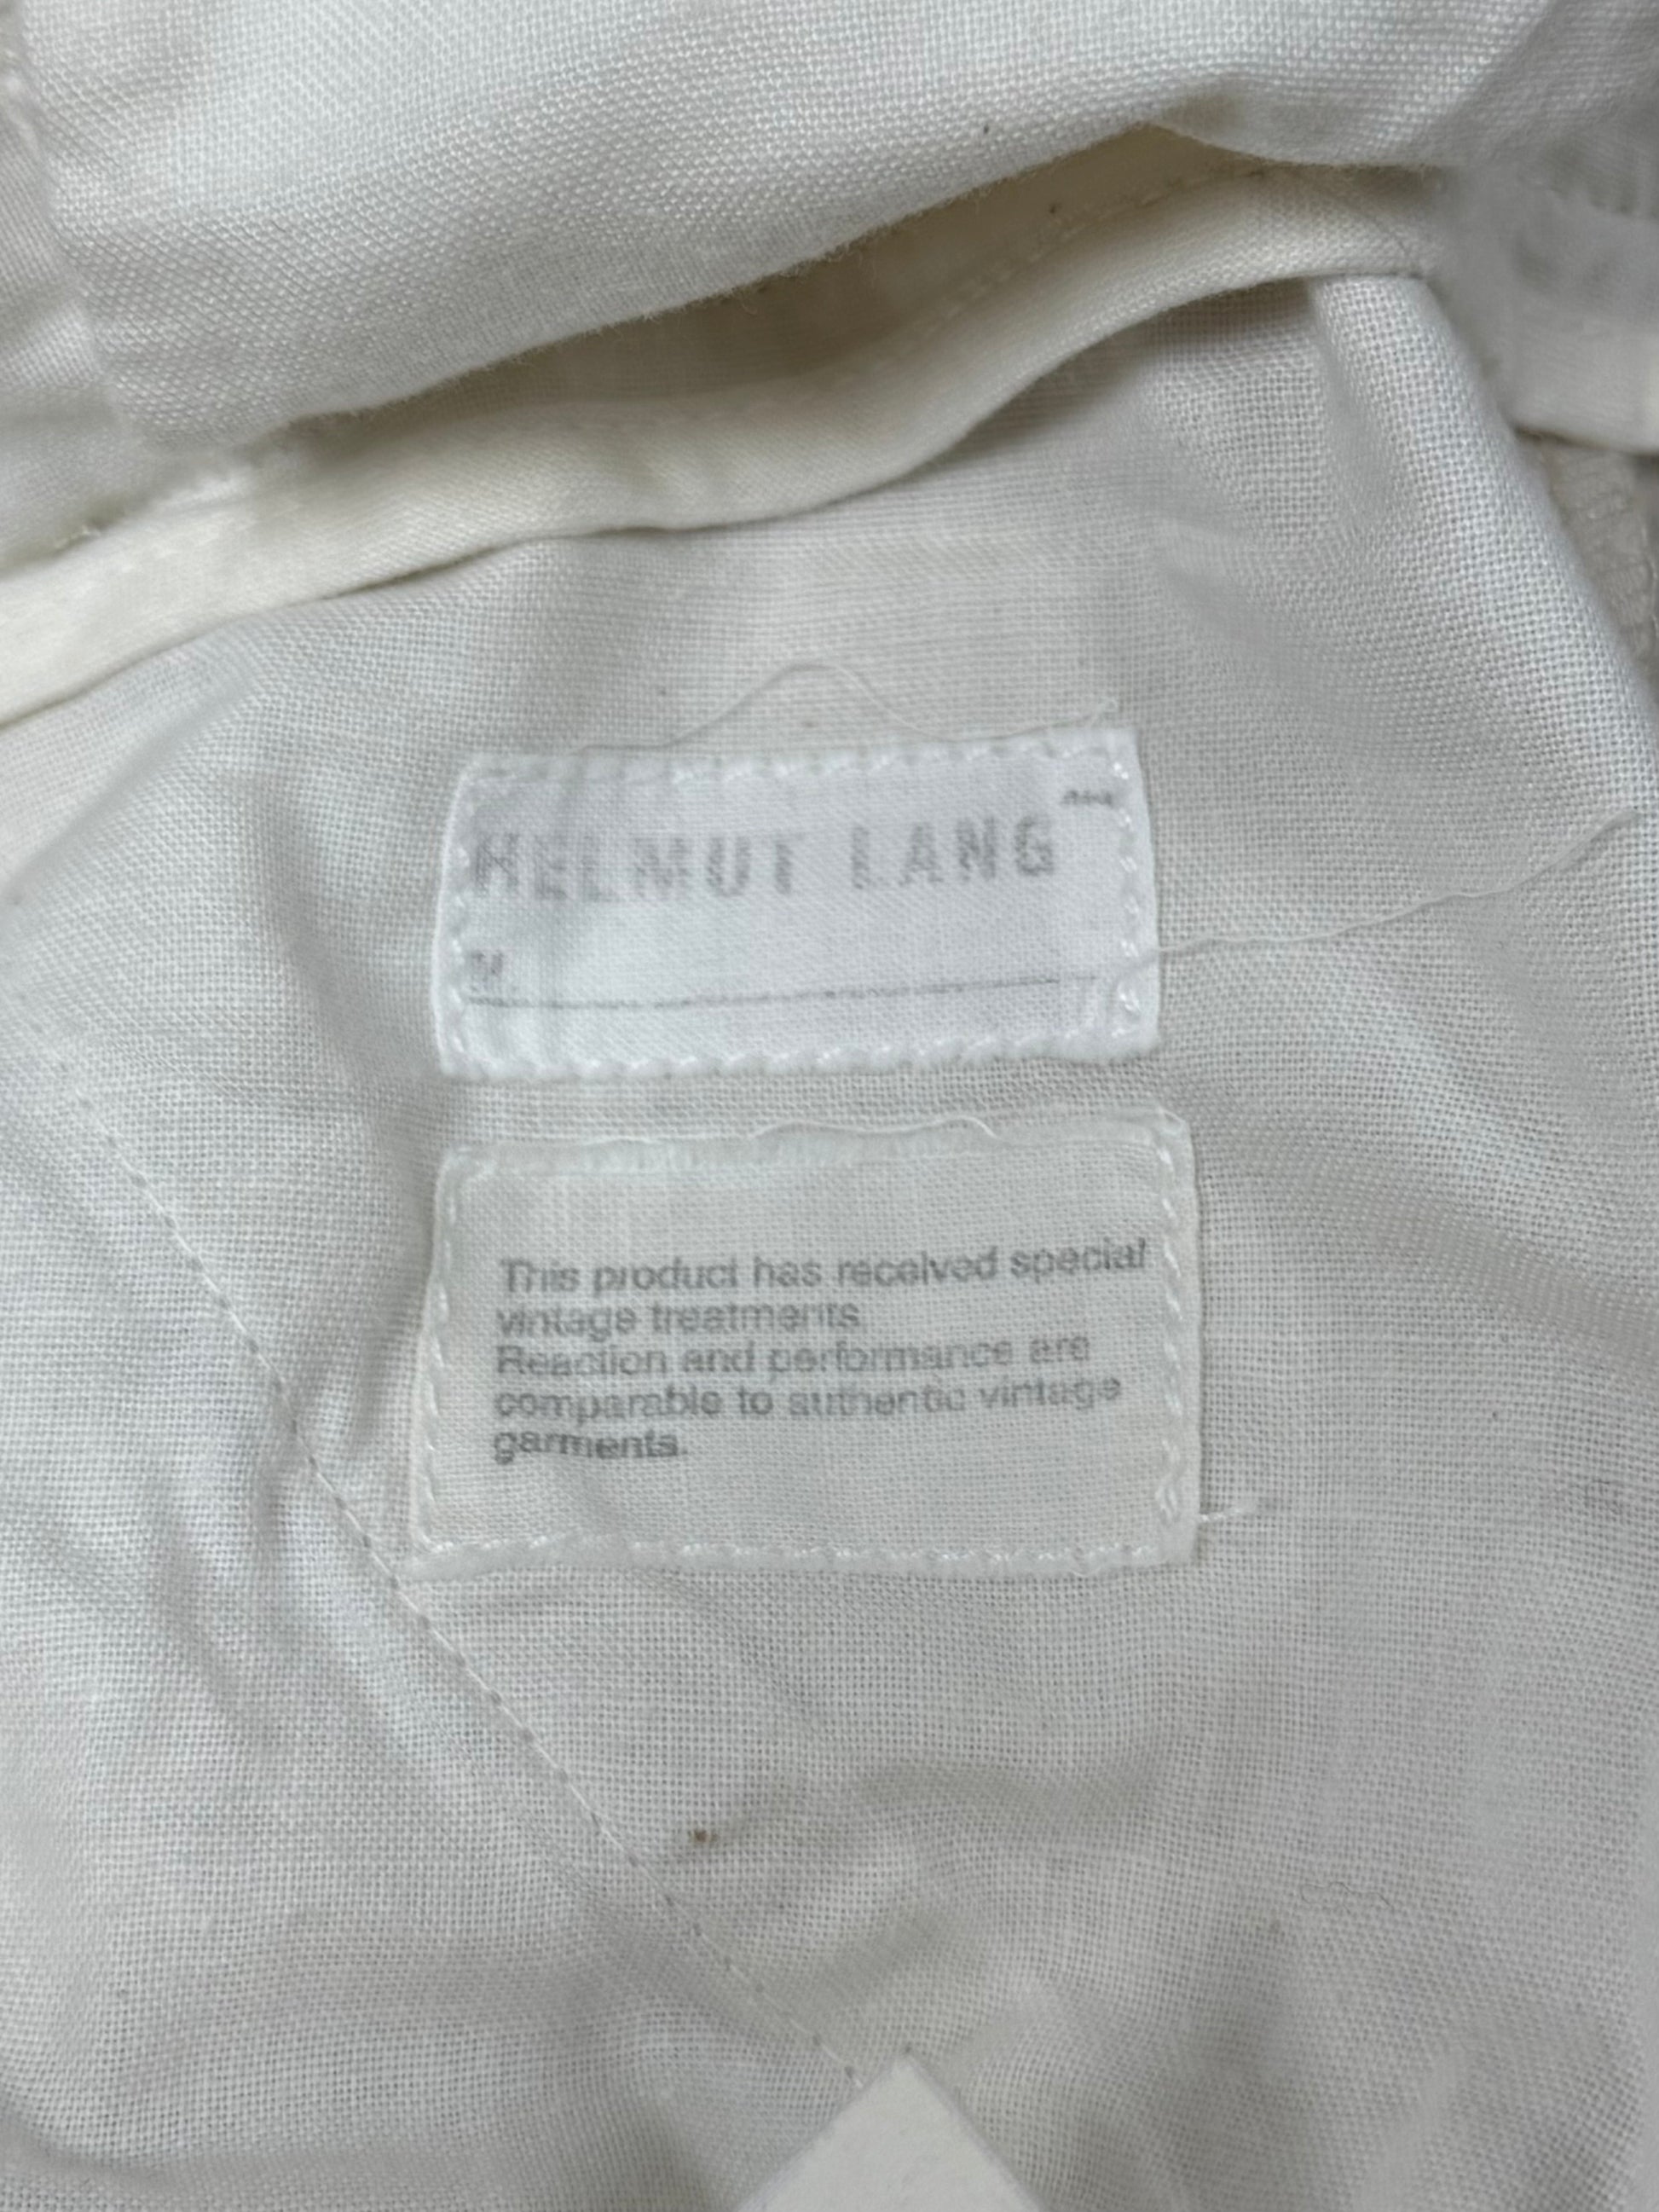 HELMUT LANG
This product has received special
vintage treatments
Reaction and performance are
comparable to authentic vintage
garments.